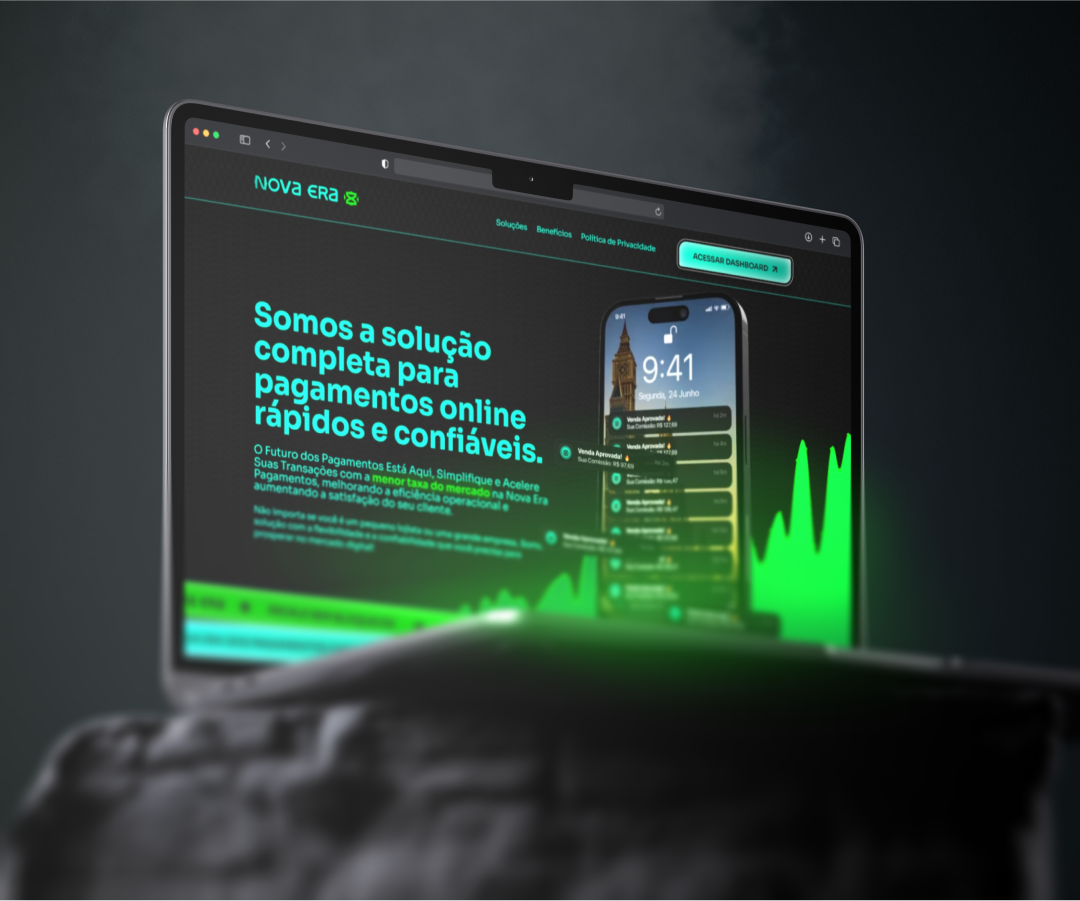 NOVA ERA
Soluções
Benefícios
Política de Privacidade
ACESSAR DASHBOARD
Somos a solução
completa para
pagamentos online
rápidos e confiáveis.
O Futuro dos Pagamentos Está Aqui, Simplifique e Acelere
Suas Transações com a menor taxa do mercado na Nova Era
Pagamentos, melhorando a eficiência operacional e
aumentando a satisfação do seu cliente.
Não importa se você é um pequeno lojista ou uma grande empresa,
solução com a flexibilidade e a confiabilidade que você precisa para
prosperar no mercado digital!
9:41
9:41
Segunda, 24 Junho
Venda Aprovada!
Sua Comissão: R$ 127,69
Venda Aprovada!
Venda Aprovada!
Sua Comissão: R$ 97,69
Venda Aprovada!
Venda Aprovada!